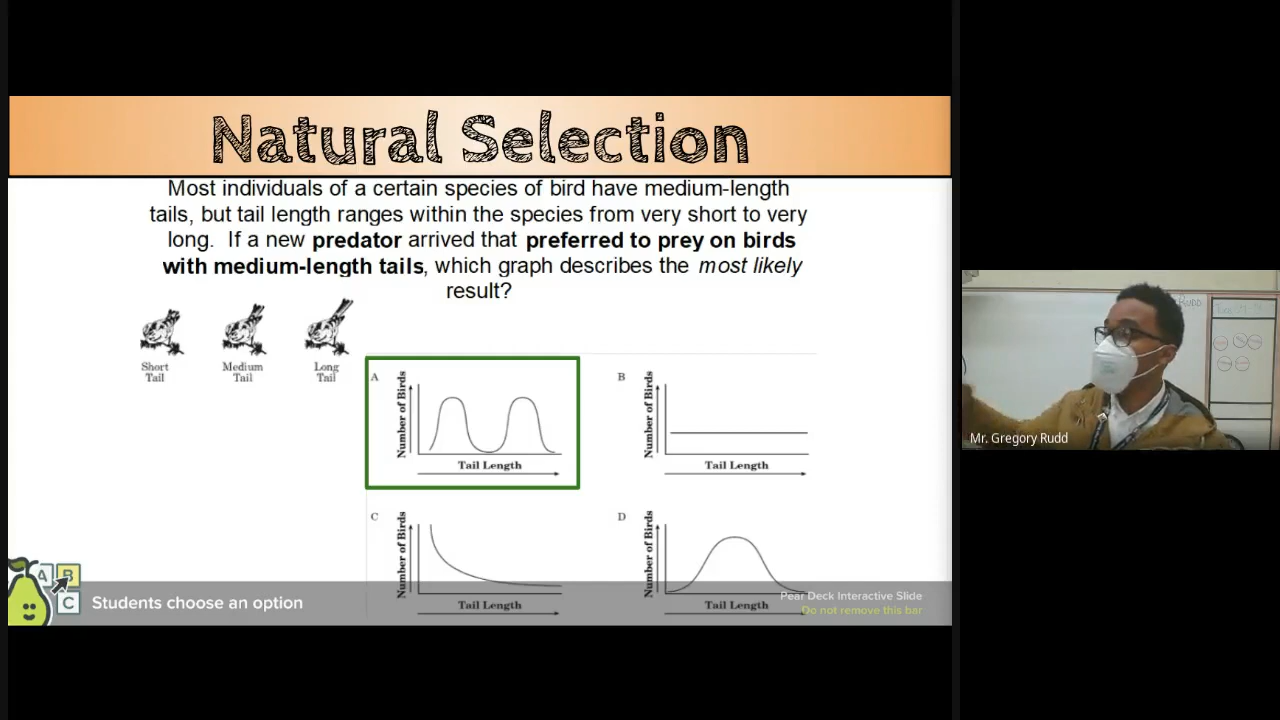 Natural Selection
Most individuals of a certain species of bird have medium-length
tails, but tail length ranges within the species from very short to very
long. If a new predator arrived that preferred to prey on birds
with medium-length tails, which graph describes the most likely
result?
Short
Tail
Medium
Tail
Long
Tail
A
Number of Birds
Tail Length
B
Number of Birds
Tail Length
C
Number of Birds
Tail Length
D
Number of Birds
Tail Length
A
B
C
Students choose an option
Pear Deck Interactive Slide
Do not remove this bar
Rudd
Mr. Gregory Rudd